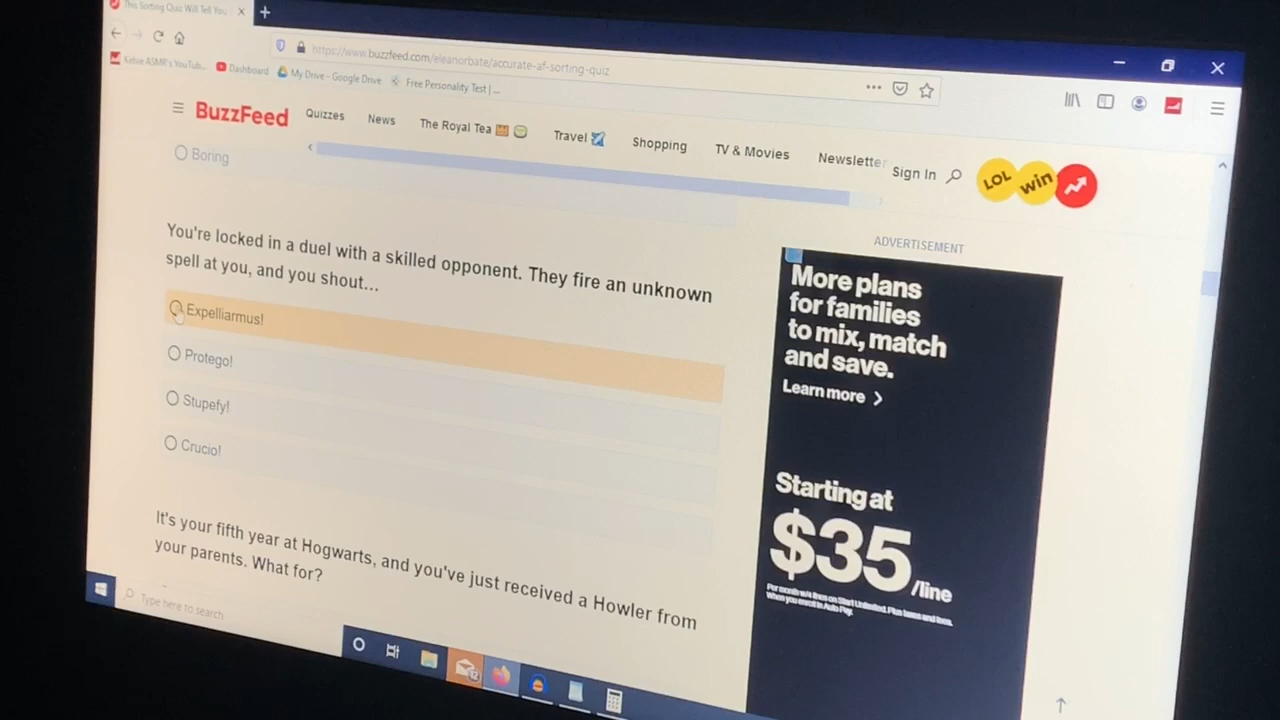 This Sorting Quiz Will Tell You
https://www.buzzfeed.com/eleanorbate/accurate-af-sorting-quiz
Kelsie ASMR's YouTub...
Dashboard
My Drive - Google Drive
Free Personality Test | ...
BuzzFeed
Quizzes
News
The Royal Tea
Travel
Shopping
TV & Movies
Newsletter
Sign In
LOL
win
Boring
You're locked in a duel with a skilled opponent. They fire an unknown
spell at you, and you shout...
Expelliarmus!
Protego!
Stupefy!
Crucio!
It's your fifth year at Hogwarts, and you've just received a Howler from
your parents. What for?
ADVERTISEMENT
More plans
for families
to mix, match
and save.
Learn more >
Starting at
$35/line
Type here to search